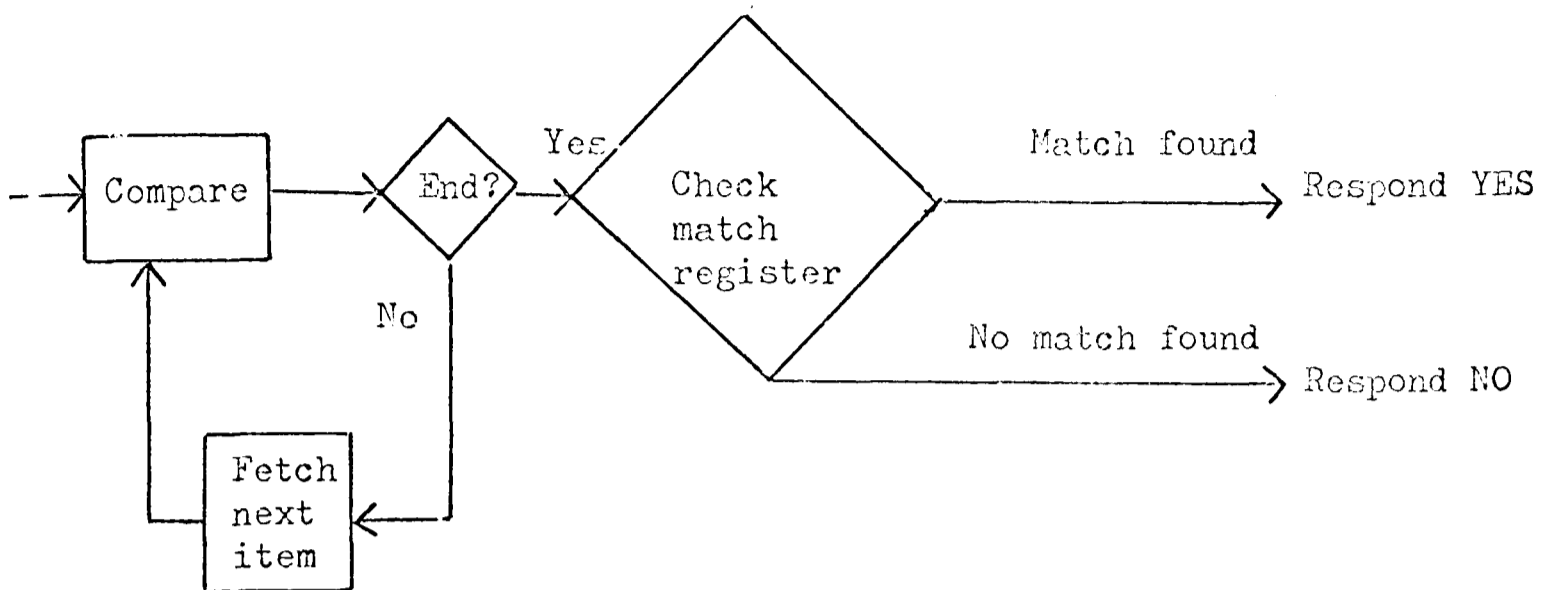 Compare
End?
Yes
No
Fetch
next
item
Check
match
register
Match found
Respond YES
No match found
Respond NO